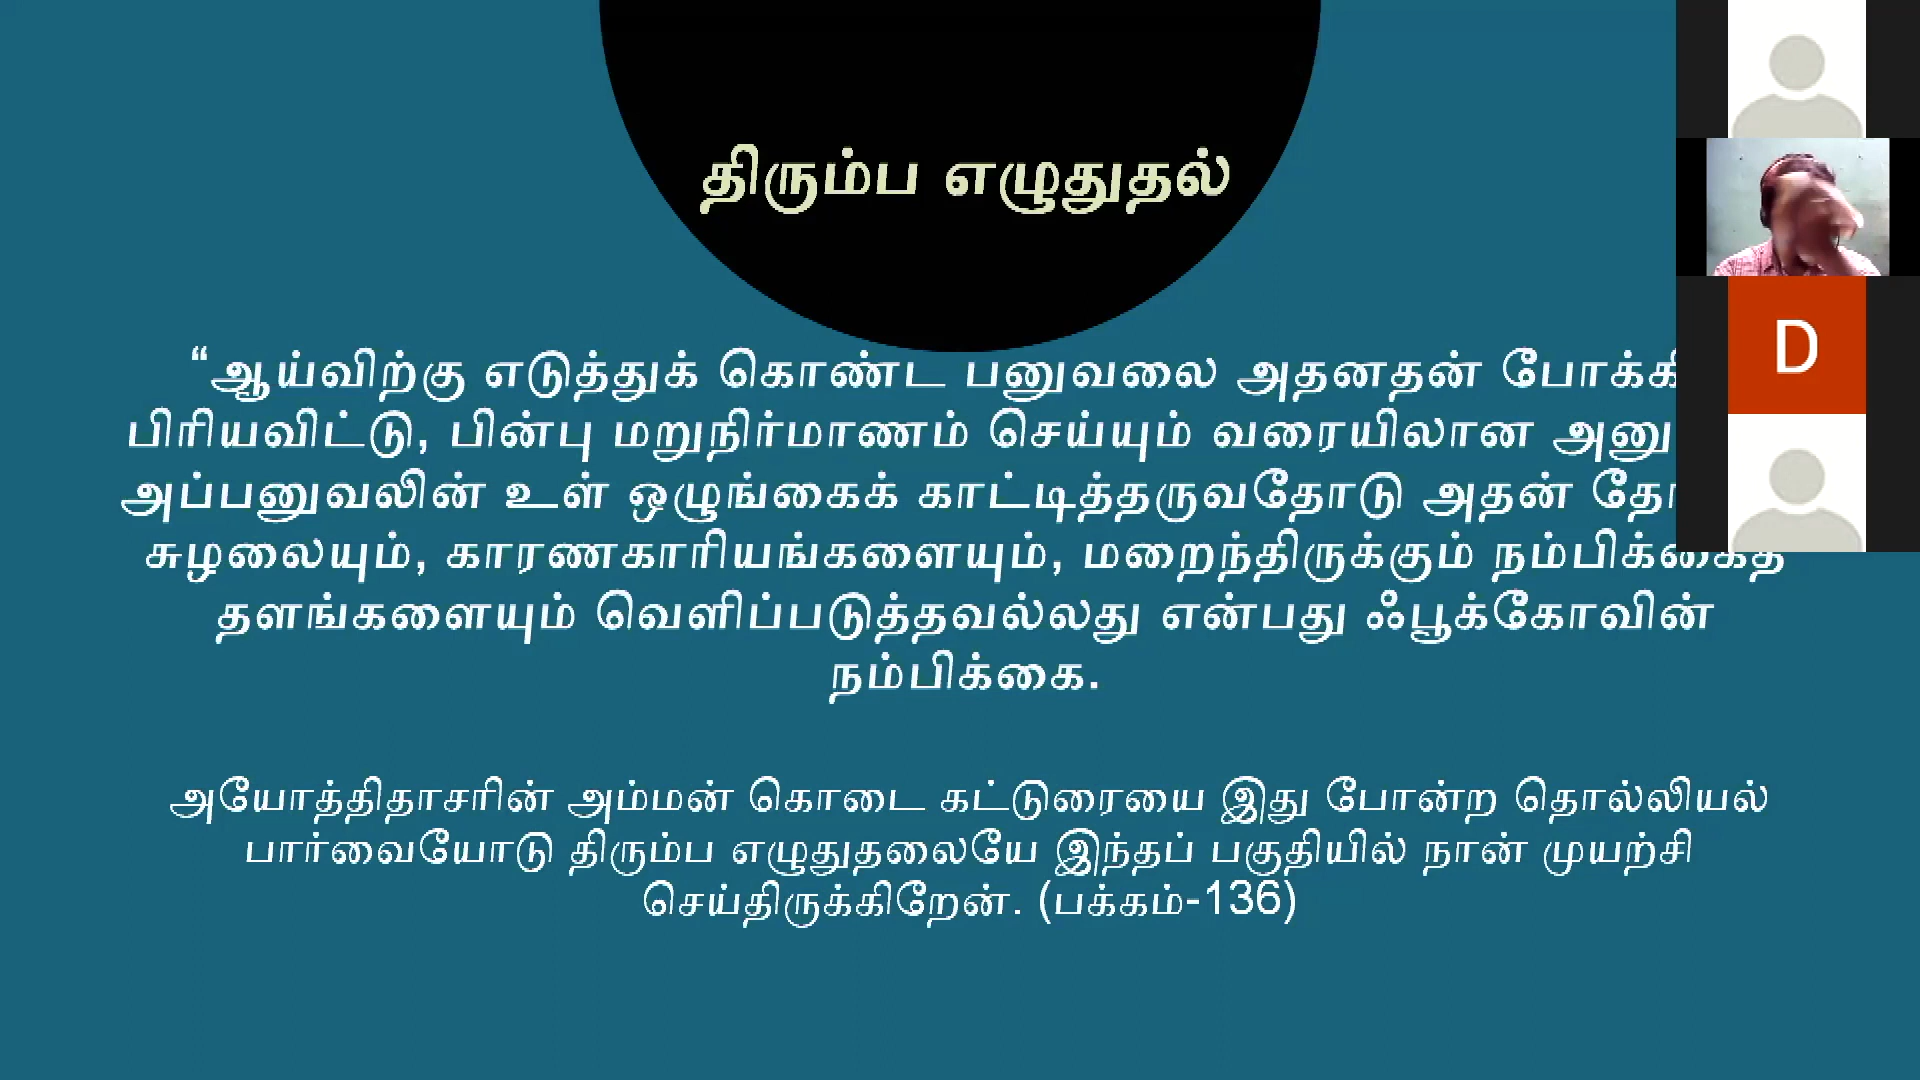 திரும்ப எழுதுதல்
“ஆய்விற்கு எடுத்துக் கொண்ட பனுவலை அதனதன்
பிரியவிட்டு, பின்பு மறுநிர்மாணம் செய்யும் வரையிலான
அப்பனுவலின் உள் ஒழுங்கைக் காட்டித்தருவதோடு அதன்
சுழலையும், காரணகாரியங்களையும், மறைந்திருக்கும் நம்பிக்கைத்
தளங்களையும் வெளிப்படுத்தவல்லது என்பது ஃபூக்கோவின்
நம்பிக்கை.
அயோத்திதாசரின் அம்மன் கொடை கட்டுரையை இது போன்ற தொல்லியல்
பார்வையோடு திரும்ப எழுதுதலையே இந்தப் பகுதியில் நான் முயற்சி
செய்திருக்கிறேன். (பக்கம்-136)
D